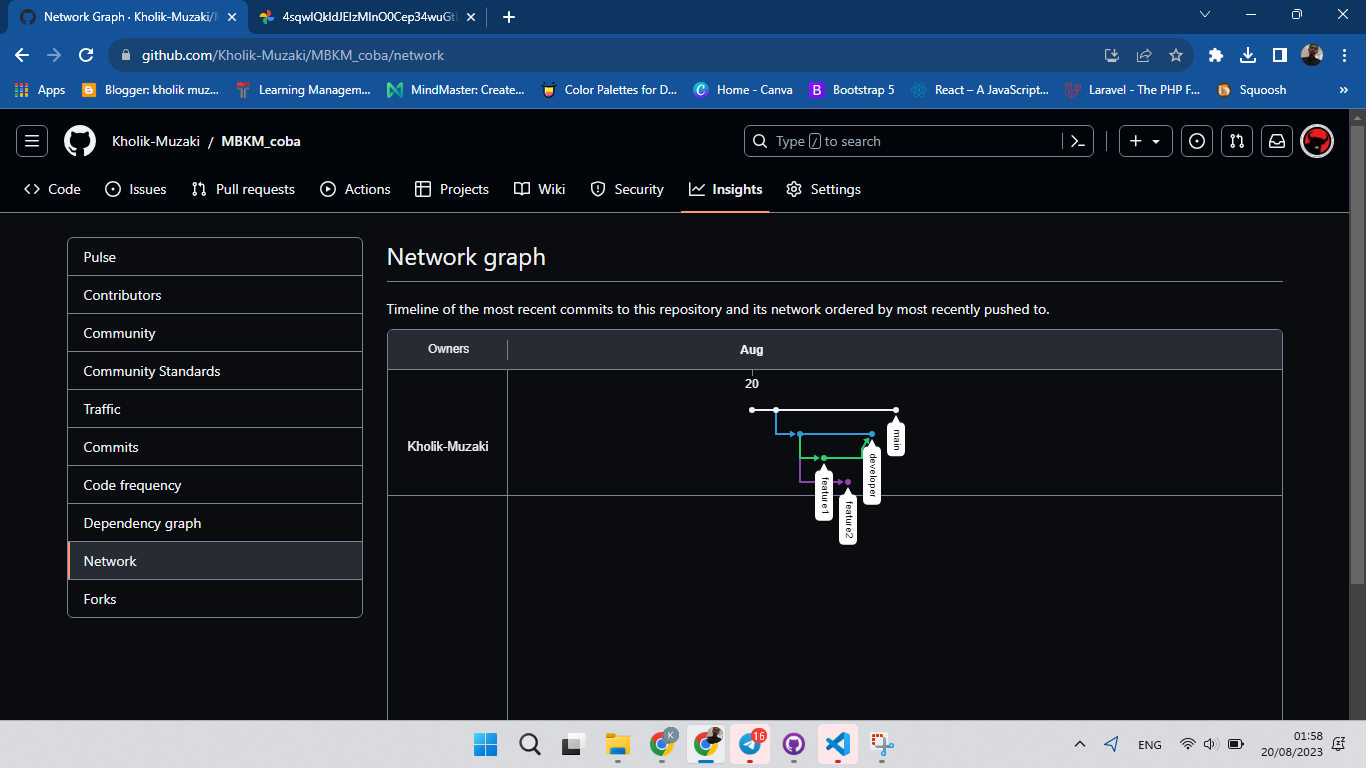 Network Graph · Kholik-Muzaki/
4sqwIQkIdJEIzMInO0Cep34wuGt
github.com/Kholik-Muzaki/MBKM_coba/network
Apps
Blogger: kholik muz...
Learning Managem...
MindMaster: Create...
Color Palettes for D...
Home - Canva
Bootstrap 5
React – A JavaScript...
Laravel - The PHP F...
Squoosh
Kholik-Muzaki / MBKM_coba
Type / to search
Code
Issues
Pull requests
Actions
Projects
Wiki
Security
Insights
Settings
Pulse
Contributors
Community
Community Standards
Traffic
Commits
Code frequency
Dependency graph
Network
Forks
Network graph
Timeline of the most recent commits to this repository and its network ordered by most recently pushed to.
Owners
Aug
20
Kholik-Muzaki
main
developer
feature1
feature2
K
16
ENG
01:58
20/08/2023